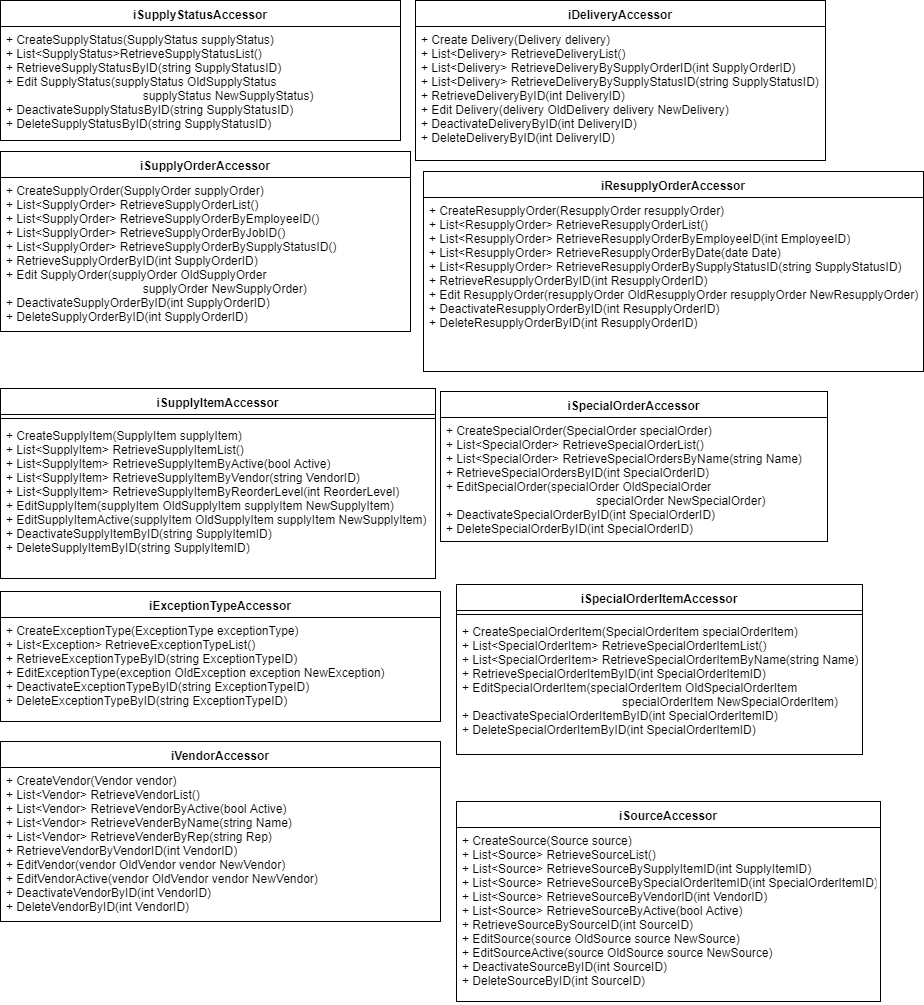 iSupplyStatusAccessor
+ CreateSupplyStatus(SupplyStatus supplyStatus)
+ List<SupplyStatus>RetrieveSupplyStatusList()
+ RetrieveSupplyStatusByID(string SupplyStatusID)
+ Edit SupplyStatus(supplyStatus OldSupplyStatus
supplyStatus NewSupplyStatus)
+ DeactivateSupplyStatusByID(string SupplyStatusID)
+ DeleteSupplyStatusByID(string SupplyStatusID)
iDeliveryAccessor
+ Create Delivery(Delivery delivery)
+ List<Delivery> RetrieveDeliveryList()
+ List<Delivery> RetrieveDeliveryBySupplyOrderID(int SupplyOrderID)
+ List<Delivery> RetrieveDeliveryBySupplyStatusID(string SupplyStatusID)
+ RetrieveDeliveryByID(int DeliveryID)
+ Edit Delivery(delivery OldDelivery delivery NewDelivery)
+ DeactivateDeliveryByID(int DeliveryID)
+ DeleteDeliveryByID(int DeliveryID)
iSupplyOrderAccessor
+ CreateSupplyOrder(SupplyOrder supplyOrder)
+ List<SupplyOrder> RetrieveSupplyOrderList()
+ List<SupplyOrder> RetrieveSupplyOrderByEmployeeID()
+ List<SupplyOrder> RetrieveSupplyOrderByJobID()
+ List<SupplyOrder> RetrieveSupplyOrderBySupplyStatusID()
+ RetrieveSupplyOrderByID(int SupplyOrderID)
+ Edit SupplyOrder(supplyOrder OldSupplyOrder
supplyOrder NewSupplyOrder)
+ DeactivateSupplyOrderByID(int SupplyOrderID)
+ DeleteSupplyOrderByID(int SupplyOrderID)
iResupplyOrderAccessor
+ CreateResupplyOrder(ResupplyOrder resupplyOrder)
+ List<ResupplyOrder> RetrieveResupplyOrderList()
+ List<ResupplyOrder> RetrieveResupplyOrderByEmployeeID(int EmployeeID)
+ List<ResupplyOrder> RetrieveResupplyOrderByDate(date Date)
+ List<ResupplyOrder> RetrieveResupplyOrderBySupplyStatusID(string SupplyStatusID)
+ RetrieveResupplyOrderByID(int ResupplyOrderID)
+ Edit ResupplyOrder(resupplyOrder OldResupplyOrder resupplyOrder NewResupplyOrder)
+ DeactivateResupplyOrderByID(int ResupplyOrderID)
+ DeleteResupplyOrderByID(int ResupplyOrderID)
iSupplyItemAccessor
+ CreateSupplyItem(SupplyItem supplyItem)
+ List<SupplyItem> RetrieveSupplyItemList()
+ List<SupplyItem> RetrieveSupplyItemByActive(bool Active)
+ List<SupplyItem> RetrieveSupplyItemByVendor(string VendorID)
+ List<SupplyItem> RetrieveSupplyItemByReorderLevel(int ReorderLevel)
+ EditSupplyItem(supplyItem OldSupplyItem supplyItem NewSupplyItem)
+ EditSupplyItemActive(supplyItem OldSupplyItem supplyItem NewSupplyItem)
+ DeactivateSupplyItemByID(string SupplyItemID)
+ DeleteSupplyItemByID(string SupplyItemID)
iSpecialOrderAccessor
+ CreateSpecialOrder(SpecialOrder specialOrder)
+ List<SpecialOrder> RetrieveSpecialOrderList()
+ List<SpecialOrder> RetrieveSpecialOrdersByName(string Name)
+ RetrieveSpecialOrdersByID(int SpecialOrderID)
+ EditSpecialOrder(specialOrder OldSpecialOrder
specialOrder NewSpecialOrder)
+ DeactivateSpecialOrderByID(int SpecialOrderID)
+ DeleteSpecialOrderByID(int SpecialOrderID)
iExceptionTypeAccessor
+ CreateExceptionType(ExceptionType exceptionType)
+ List<Exception> RetrieveExceptionTypeList()
+ RetrieveExceptionTypeByID(string ExceptionTypeID)
+ EditExceptionType(exception OldException exception NewException)
+ DeactivateExceptionTypeByID(string ExceptionTypeID)
+ DeleteExceptionTypeByID(string ExceptionTypeID)
iSpecialOrderItemAccessor
+ CreateSpecialOrderItem(SpecialOrderItem specialOrderItem)
+ List<SpecialOrderItem> RetrieveSpecialOrderItemList()
+ List<SpecialOrderItem> RetrieveSpecialOrderItemByName(string Name)
+ RetrieveSpecialOrderItemByID(int SpecialOrderItemID)
+ EditSpecialOrderItem(specialOrderItem OldSpecialOrderItem
specialOrderItem NewSpecialOrderItem)
+ DeactivateSpecialOrderItemByID(int SpecialOrderItemID)
+ DeleteSpecialOrderItemByID(int SpecialOrderItemID)
iVendorAccessor
+ CreateVendor(Vendor vendor)
+ List<Vendor> RetrieveVendorList()
+ List<Vendor> RetrieveVendorByActive(bool Active)
+ List<Vendor> RetrieveVenderByName(string Name)
+ List<Vendor> RetrieveVenderByRep(string Rep)
+ RetrieveVendorByVendorID(int VendorID)
+ EditVendor(vendor OldVendor vendor NewVendor)
+ EditVendorActive(vendor OldVendor vendor NewVendor)
+ DeactivateVendorByID(int VendorID)
+ DeleteVendorByID(int VendorID)
iSourceAccessor
+ CreateSource(Source source)
+ List<Source> RetrieveSourceList()
+ List<Source> RetrieveSourceBySupplyItemID(int SupplyItemID)
+ List<Source> RetrieveSourceBySpecialOrderItemID(int SpecialOrderItemID)
+ List<Source> RetrieveSourceByVendorID(int VendorID)
+ List<Source> RetrieveSourceByActive(bool Active)
+ RetrieveSourceBySourceID(int SourceID)
+ EditSource(source OldSource source NewSource)
+ EditSourceActive(source OldSource source NewSource)
+ DeactivateSourceByID(int SourceID)
+ DeleteSourceByID(int SourceID)